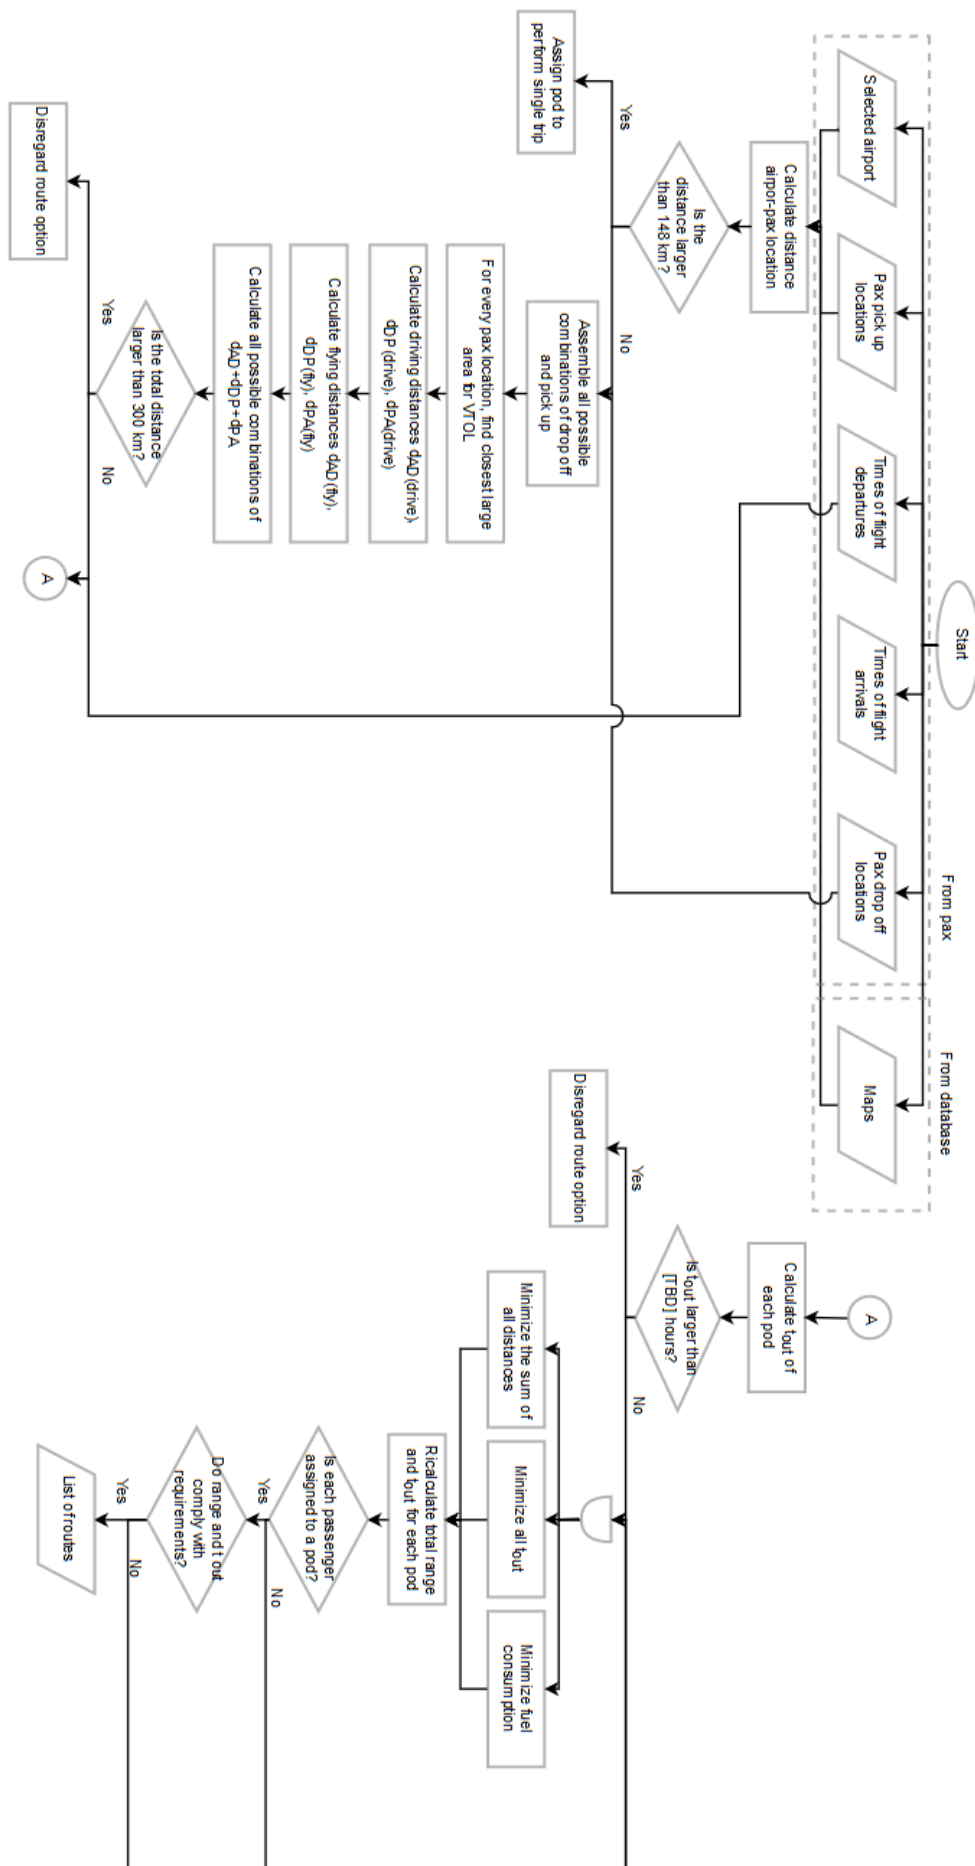 Start
From pax
From database
Selected airport
Pax pick up
locations
Times of flight
departures
Times of flight
arrivals
Pax drop off
locations
Maps
Calculate distance
airpor-pax location
Is the
distance larger
than 148 km?
Yes
No
Assign pod to
perform single trip
Assemble all possible
combinations of drop off
and pick up
For every pax location, find closest large
area for VTOL
Calculate driving distances dAD(drive),
dDP(drive), dPA(drive)
Calculate flying distances dAD(fly),
dDP(fly), dPA(fly)
Calculate all possible combinations of
dAD+dDP+dPA
Is the total distance
larger than 300 km?
Yes
No
Disregard route option
A
A
Calculate tout of
each pod
Is tout larger than
[TBD] hours?
Yes
No
Disregard route option
Minimize the sum of
all distances
Minimize all tout
Minimize fuel
consumption
Ricalculate total range
and tout for each pod
Is each passenger
assigned to a pod?
Yes
No
Do range and t out
comply with
requirements?
Yes
No
List of routes